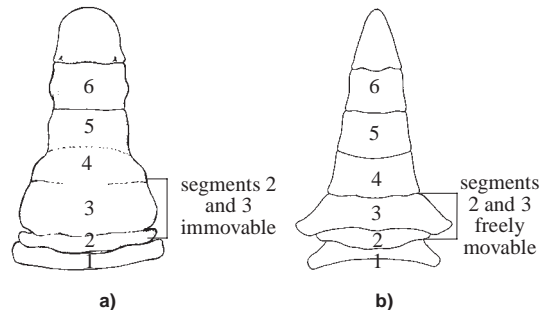 6
5
4
3
2
1
segments 2
and 3
immovable
a)
6
5
4
3
2
1
segments
2 and 3
freely
movable
b)